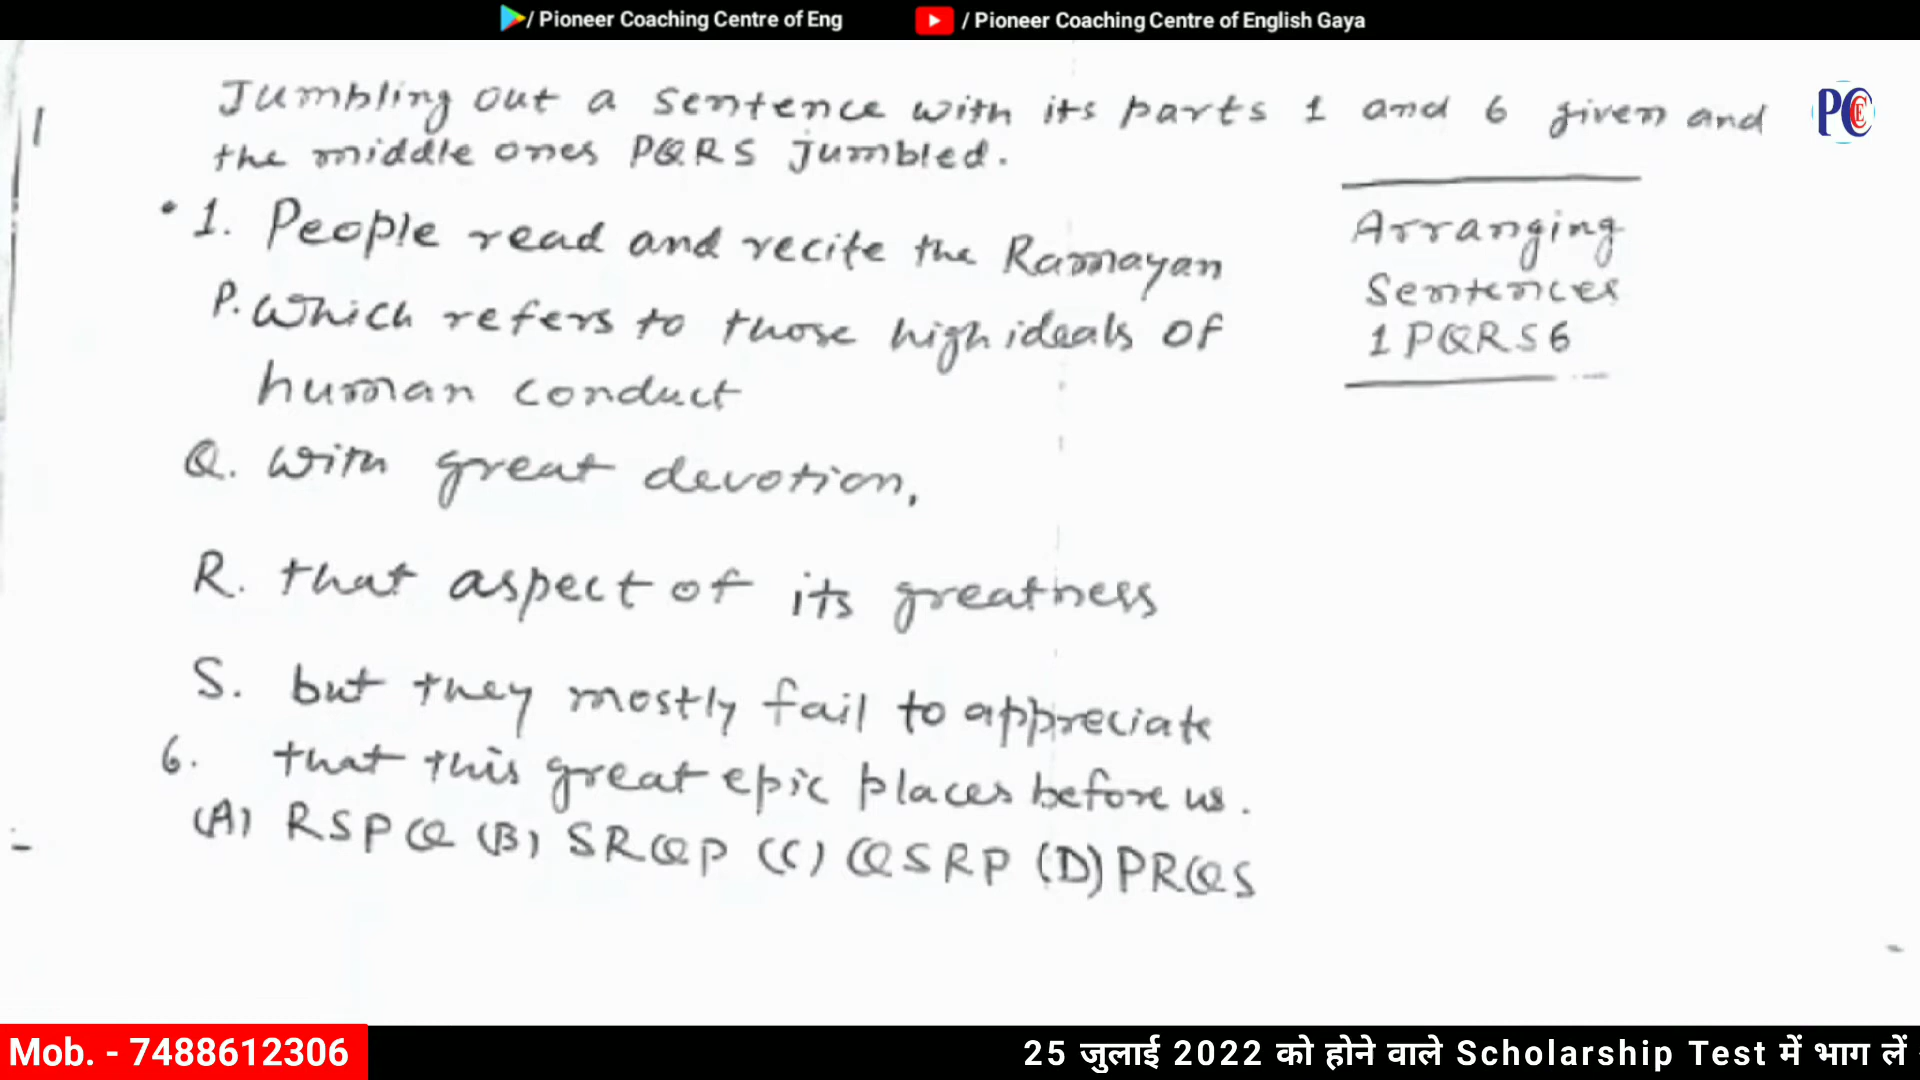 / Pioneer Coaching Centre of Eng
/ Pioneer Coaching Centre of English Gaya
1
Jumbling out a sentence with its parts 1 and 6 given and
the middle ones PQRS jumbled.
PCCE
• 1. People read and recite the Ramayan
P. Which refers to those high ideals of
human conduct
Q. With great devotion,
R. that aspect of its greatness
S. but they mostly fail to appreciate
6. that this great epic places before us.
(A) RSPQ (B) SRQP (C) QSRP (D) PRQS
Arranging
Sentences
1PQRS6
Mob. - 7488612306
25 जुलाई 2022 को होने वाले Scholarship Test में भाग लें